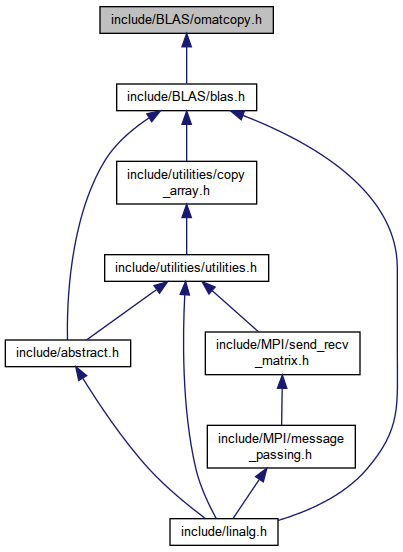 include/BLAS/omatcopy.h
include/BLAS/blas.h
include/utilities/copy
_array.h
include/utilities/utilities.h
include/abstract.h
include/MPI/send_recv
_matrix.h
include/MPI/message
_passing.h
include/linalg.h